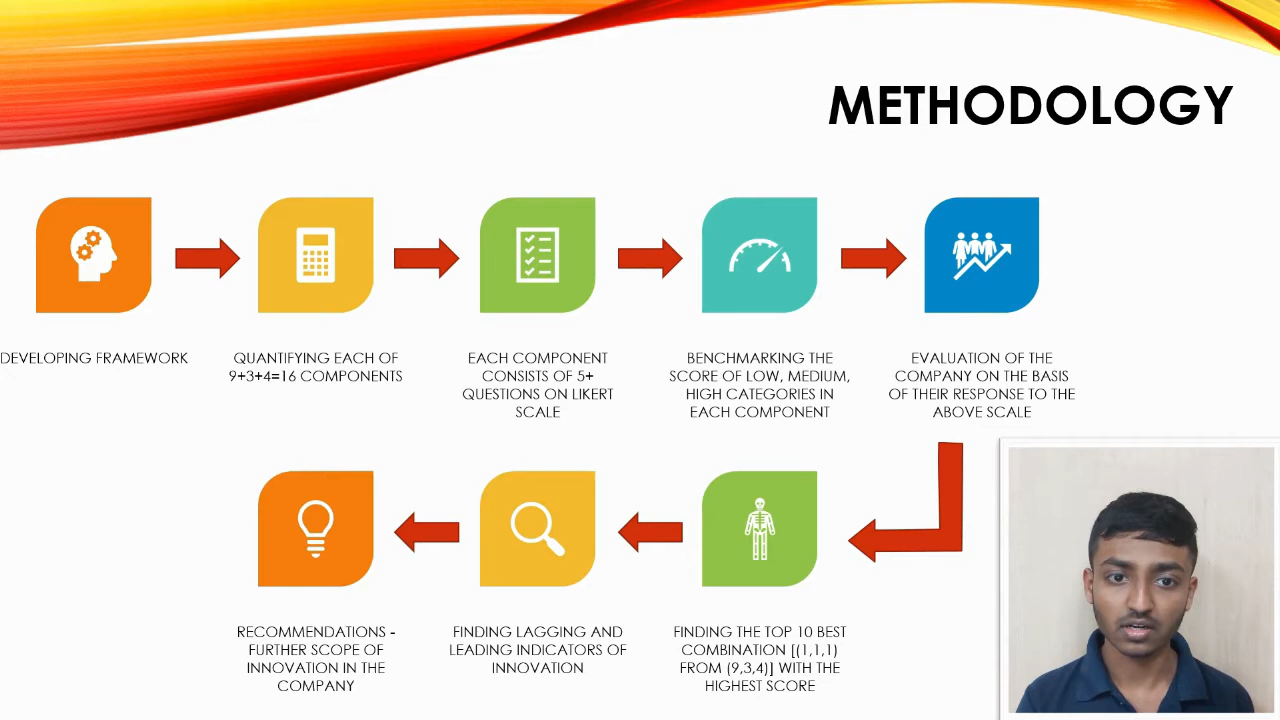 METHODOLOGY
DEVELOPING FRAMEWORK
QUANTIFYING EACH OF
9+3+4=16 COMPONENTS
EACH COMPONENT
CONSISTS OF 5+
QUESTIONS ON LIKERT
SCALE
BENCHMARKING THE
SCORE OF LOW, MEDIUM,
HIGH CATEGORIES IN
EACH COMPONENT
EVALUATION OF THE
COMPANY ON THE BASIS
OF THEIR RESPONSE TO THE
ABOVE SCALE
FINDING THE TOP 10 BEST
COMBINATION [(1,1,1)
FROM (9,3,4)] WITH THE
HIGHEST SCORE
FINDING LAGGING AND
LEADING INDICATORS OF
INNOVATION
RECOMMENDATIONS -
FURTHER SCOPE OF
INNOVATION IN THE
COMPANY